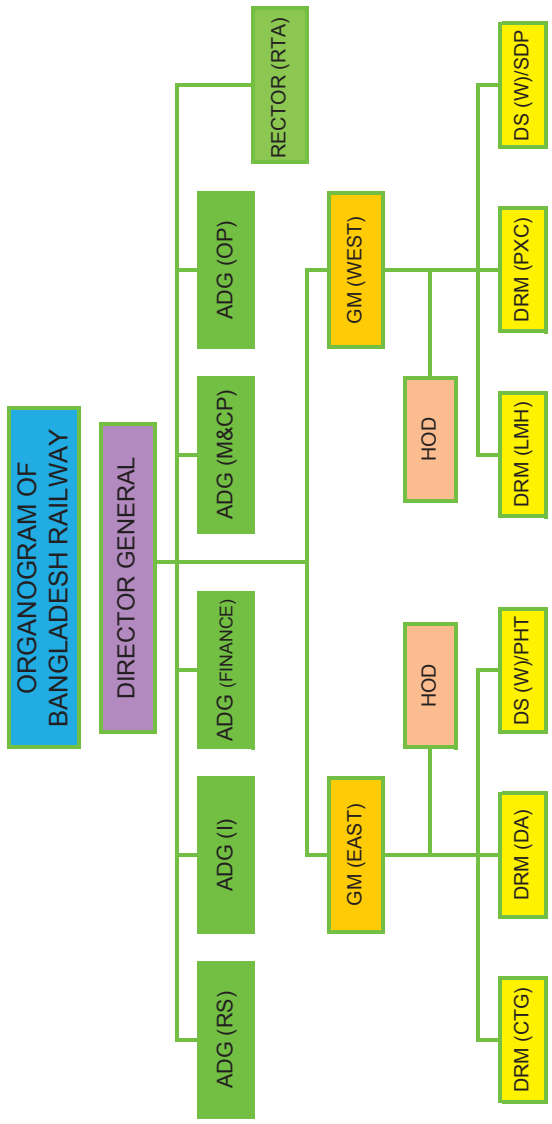 ORGANOGRAM OF
BANGLADESH RAILWAY
DIRECTOR GENERAL
ADG (RS)
ADG (I)
ADG (FINANCE)
ADG (M&CP)
ADG (OP)
RECTOR (RTA)
GM (EAST)
GM (WEST)
HOD
HOD
DRM (CTG)
DRM (DA)
DS (W)/PHT
DRM (LMH)
DRM (PXC)
DS (W)/SDP